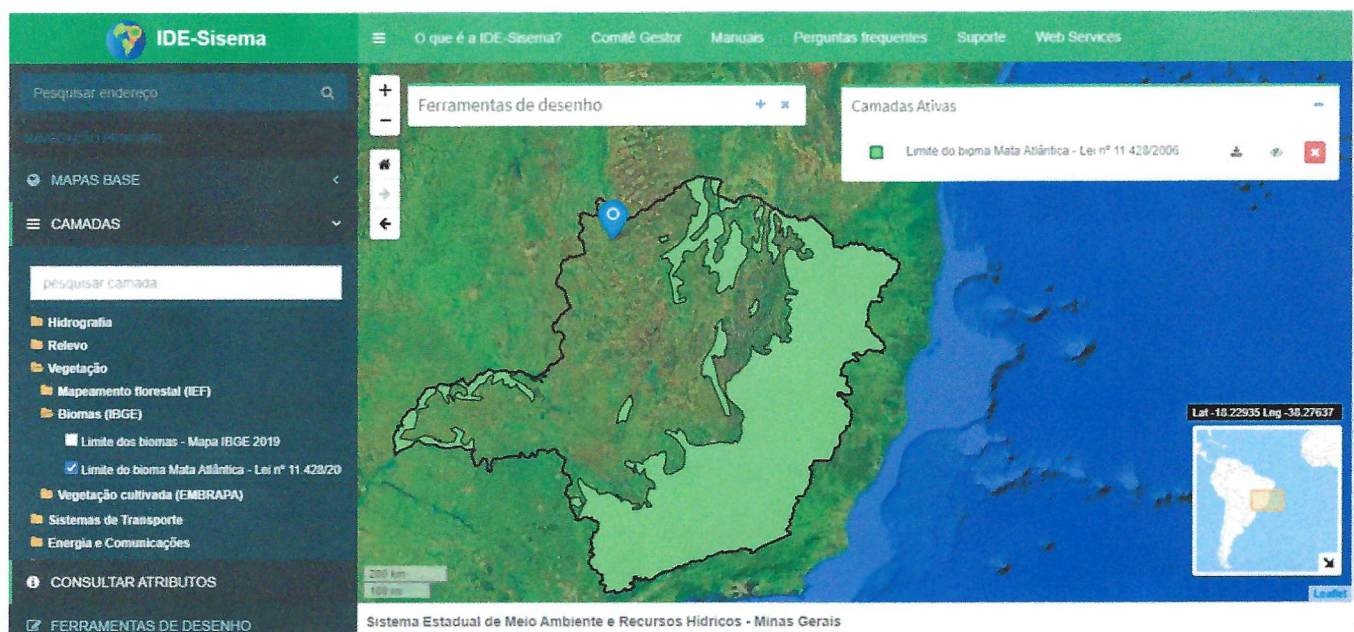 IDE-Sisema
O que é a IDE-Sisema?
Comitê Gestor
Manuais
Perguntas frequentes
Suporte
Web Services
Pesquisar endereço
NAVEGAÇÃO PRINCIPAL
MAPAS BASE
CAMADAS
pesquisar camada
Hidrografia
Relevo
Vegetação
Mapeamento florestal (IEF)
Biomas (IBGE)
Limite dos biomas - Mapa IBGE 2019
Limite do bioma Mata Atlântica - Lei nº 11.428/20
Vegetação cultivada (EMBRAPA)
Sistemas de Transporte
Energia e Comunicações
CONSULTAR ATRIBUTOS
FERRAMENTAS DE DESENHO
+
−
Ferramentas de desenho
Camadas Ativas
Limite do bioma Mata Atlântica - Lei nº 11.428/2006
Lat -18.22935 Lng -38.27637
200 km
100 mi
Leaflet
Sistema Estadual de Meio Ambiente e Recursos Hídricos - Minas Gerais